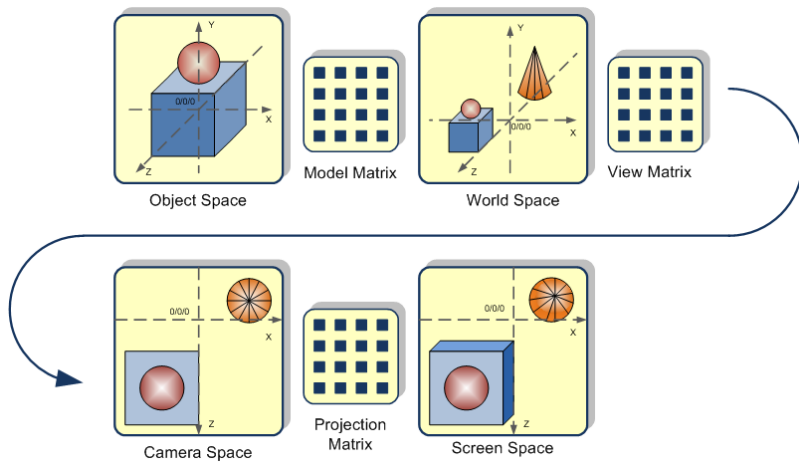 Y
0/0/0
X
Z
Object Space
Model Matrix
Y
0/0/0
X
Z
World Space
View Matrix
0/0/0
X
Z
Camera Space
Projection
Matrix
0/0/0
X
Z
Screen Space